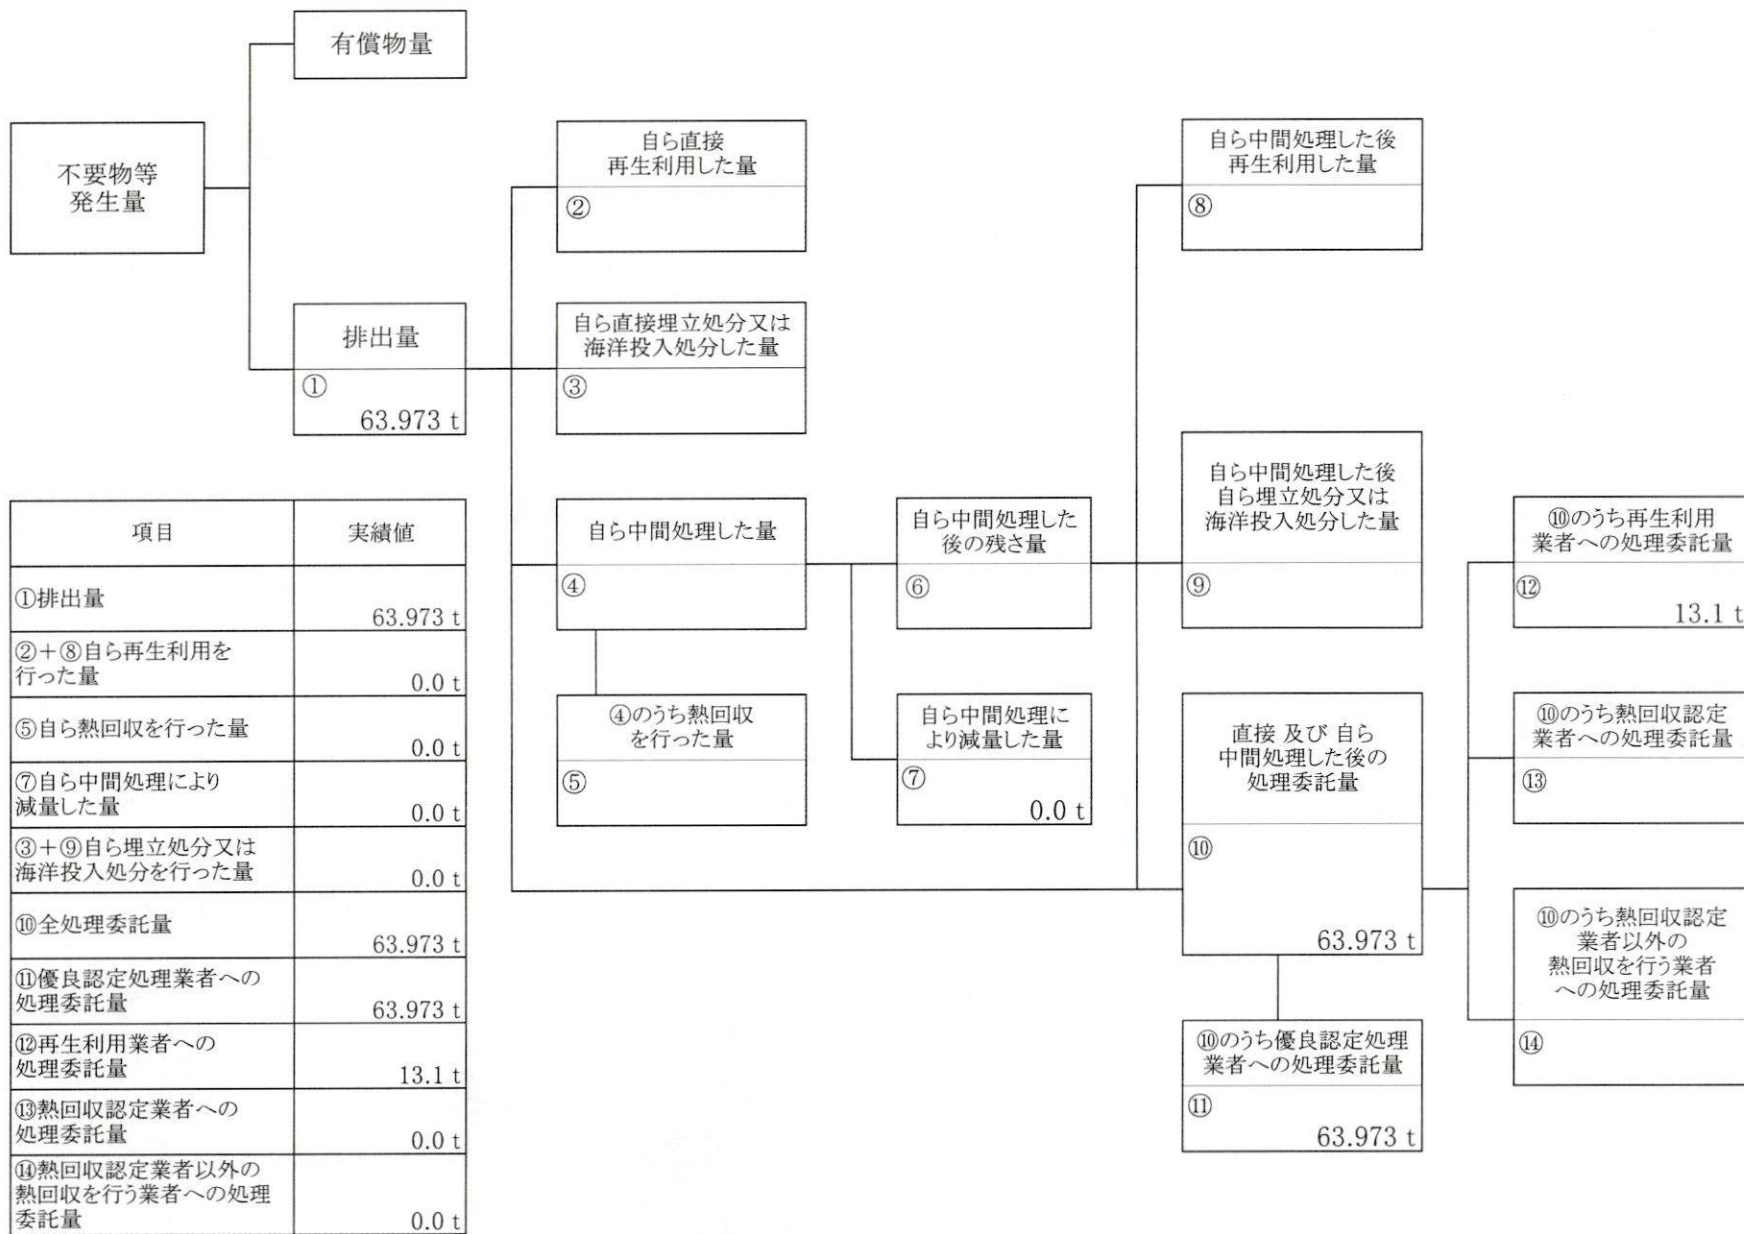 有償物量
不要物等
発生量
排出量
①
63.973 t
自ら直接
再生利用した量
②
自ら直接埋立処分又は
海洋投入処分した量
③
自ら中間処理した量
④
④のうち熱回収
を行った量
⑤
自ら中間処理した
後の残さ量
⑥
自ら中間処理に
より減量した量
⑦
0.0 t
自ら中間処理した後
再生利用した量
⑧
自ら中間処理した後
自ら埋立処分又は
海洋投入処分した量
⑨
直接 及び 自ら
中間処理した後の
処理委託量
⑩
63.973 t
⑩のうち優良認定処理
業者への処理委託量
⑪
63.973 t
⑩のうち再生利用
業者への処理委託量
⑫
13.1 t
⑩のうち熱回収認定
業者への処理委託量
⑬
⑩のうち熱回収認定
業者以外の
熱回収を行う業者
への処理委託量
⑭
項目 実績値
①排出量
63.973 t
②＋⑧自ら再生利用を
行った量
0.0 t
⑤自ら熱回収を行った量
0.0 t
⑦自ら中間処理により
減量した量
0.0 t
③＋⑨自ら埋立処分又は
海洋投入処分を行った量
0.0 t
⑩全処理委託量
63.973 t
⑪優良認定処理業者への
処理委託量
63.973 t
⑫再生利用業者への
処理委託量
13.1 t
⑬熱回収認定業者への
処理委託量
0.0 t
⑭熱回収認定業者以外の
熱回収を行う業者への処理
委託量
0.0 t